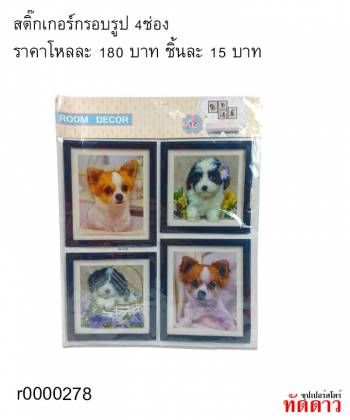 สติ๊กเกอร์กรอบรูป 4ช่อง
ราคาโหลละ 180 บาท ชิ้นละ 15 บาท
ROOM DECOR
12
r0000278
ซุปเปอร์สโตร์
ทัดดาว